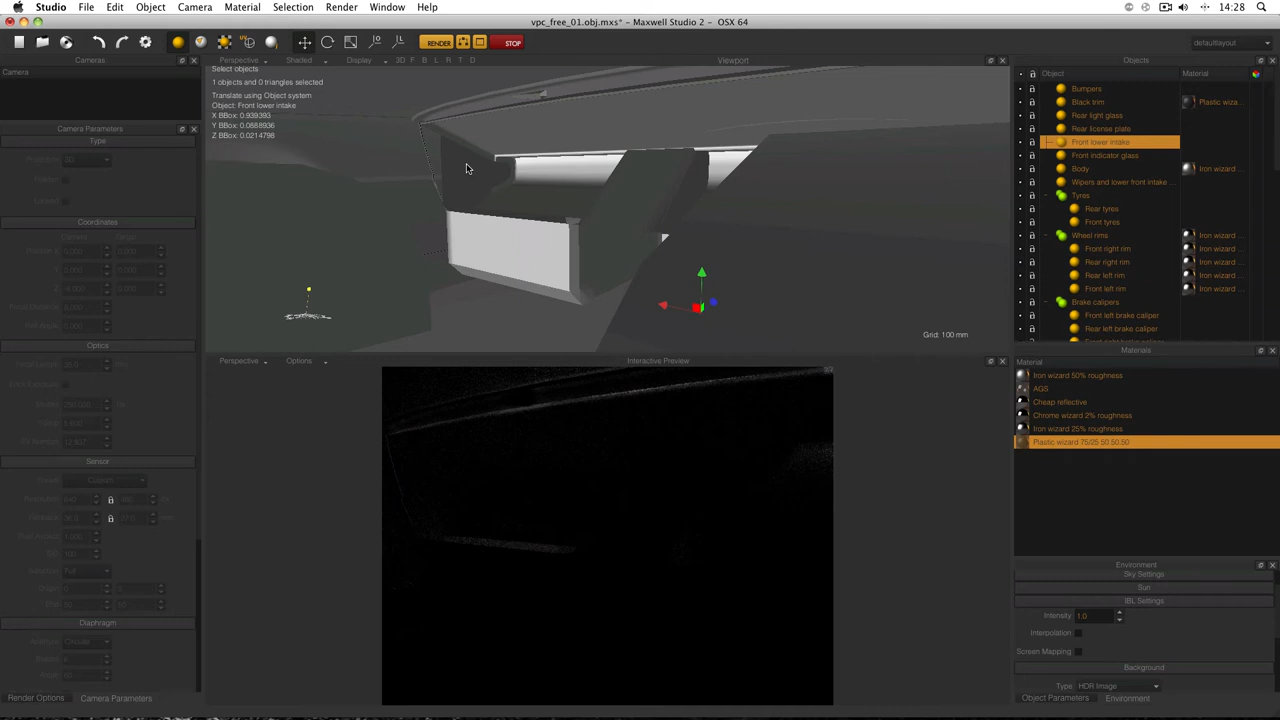 Studio File Edit Object Camera Material Selection Render Window Help 14:28
vpc_free_01.obj.mxs* - Maxwell Studio 2 - OSX 64
RENDER STOP defaultlayout
Cameras
Camera
Perspective Shaded Display 3D F B L R T D Viewport
Select objects
1 objects and 0 triangles selected
Translate using Object system
Object: Front lower intake
X BBox: 0.939393
Y BBox: 0.0888936
Z BBox: 0.0214798
Grid: 100 mm
Objects
Object Material
Bumpers
Black trim Plastic wiza...
Rear light glass
Rear license plate
Front lower intake
Front indicator glass
Body Iron wizard ...
Wipers and lower front intake ...
Tyres
Rear tyres
Front tyres
Wheel rims Iron wizard ...
Front right rim Iron wizard ...
Rear right rim Iron wizard ...
Rear left rim Iron wizard ...
Front left rim Iron wizard ...
Brake calipers
Front left brake caliper
Rear left brake caliper
Camera Parameters
Type
Coordinates
Optics
Sensor
Diaphragm
Render Options Camera Parameters
Perspective Options Interactive Preview
Materials
Material
Iron wizard 50% roughness
AGS
Cheap reflective
Chrome wizard 2% roughness
Iron wizard 25% roughness
Plastic wizard 75/25 50.50.50
Environment
Sky Settings
Sun
IBL Settings
Intensity 1.0
Interpolation
Screen Mapping
Background
Type: HDR Image
Object Parameters Environment